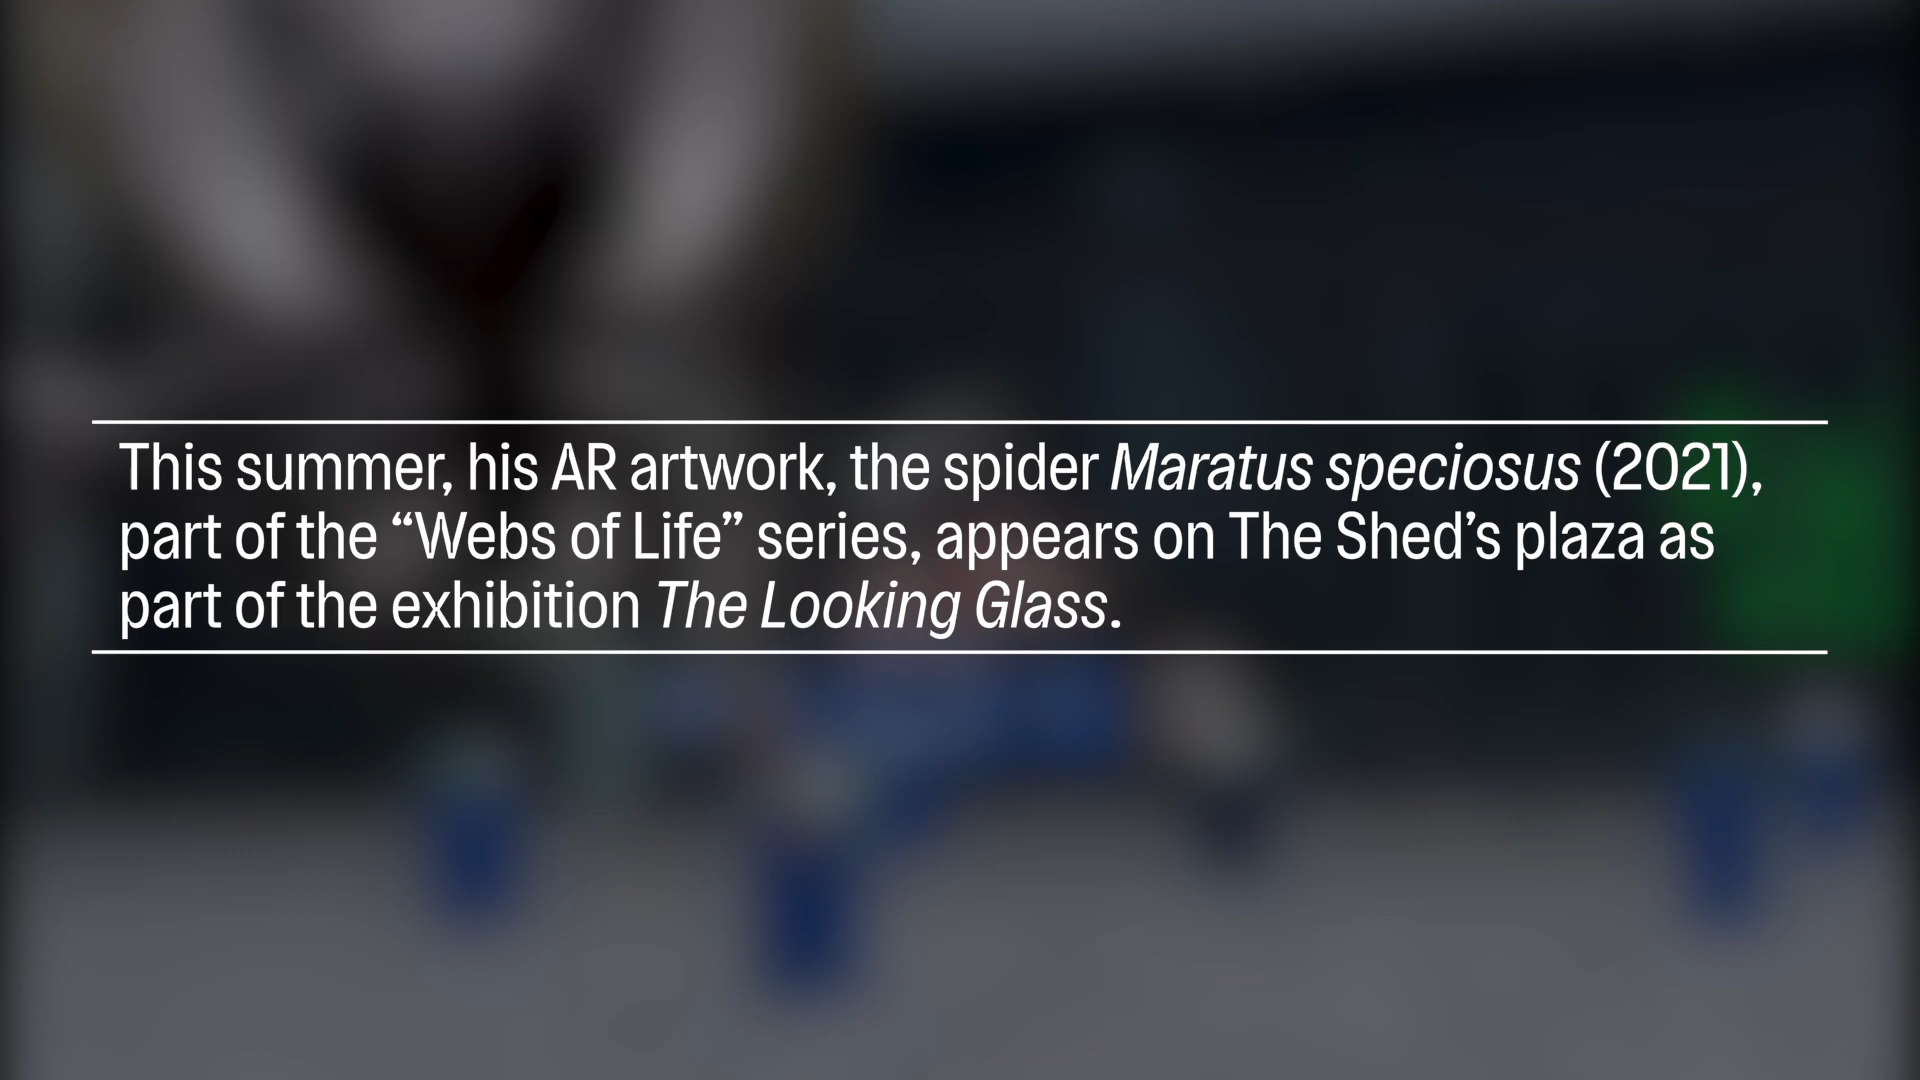 This summer, his AR artwork, the spider Maratus speciosus (2021),
part of the “Webs of Life” series, appears on The Shed’s plaza as
part of the exhibition The Looking Glass.